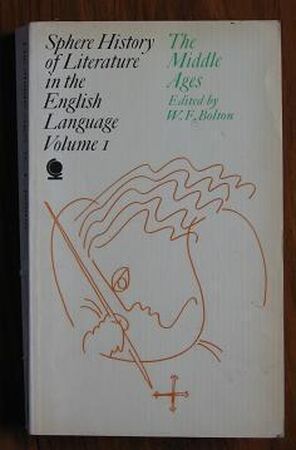 Sphere History
of Literature
in the
English
Language
Volume 1
The
Middle
Ages
Edited by
W. F. Bolton